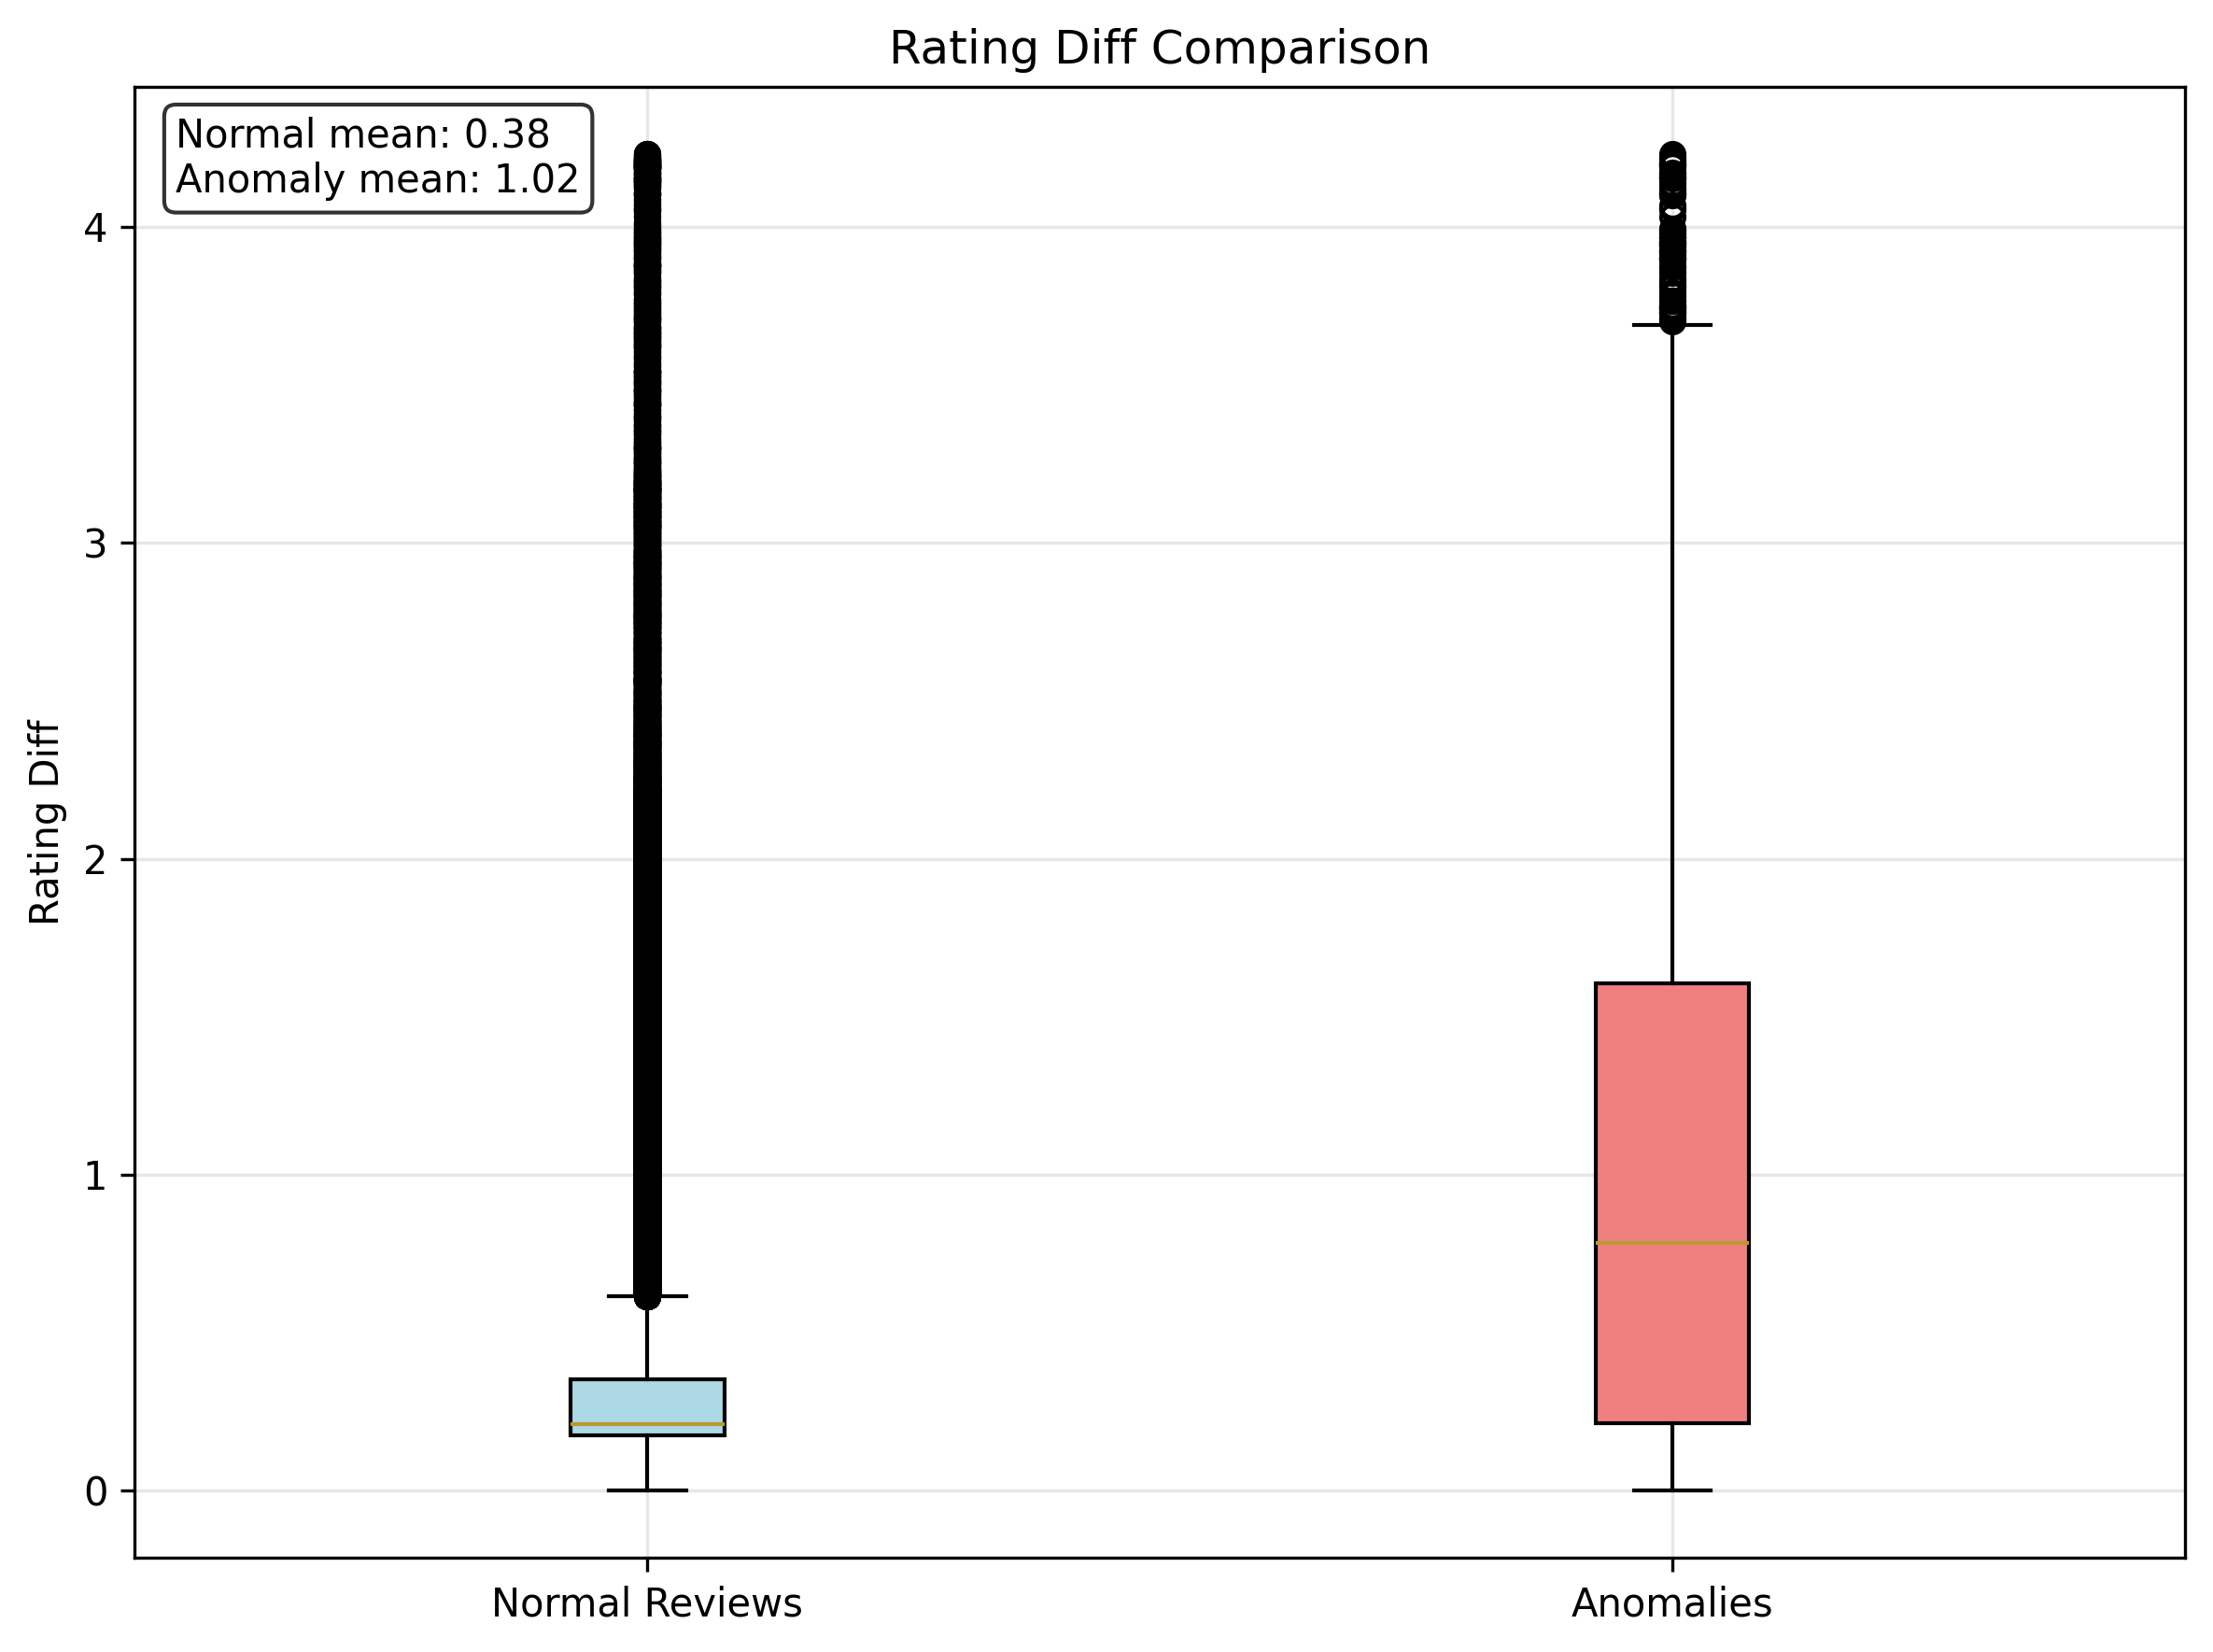 Rating Diff Comparison
Normal mean: 0.38
Anomaly mean: 1.02
Rating Diff
4
3
2
1
0
Normal Reviews
Anomalies